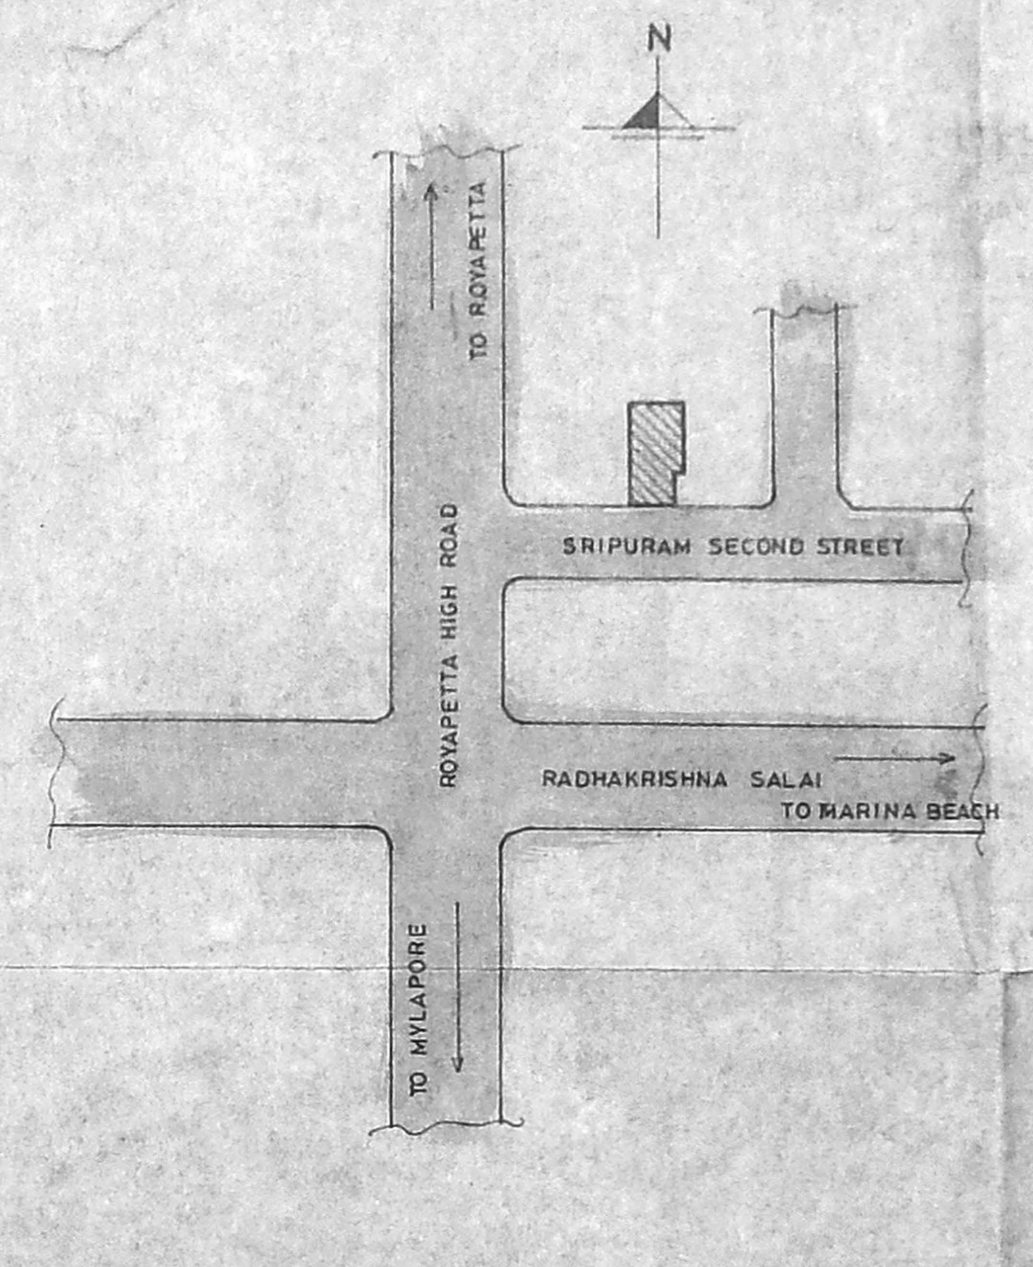 N
TO ROYAPETTA
ROYAPETTA HIGH ROAD
SRIPURAM SECOND STREET
RADHAKRISHNA SALAI
TO MARINA BEACH
TO MYLAPORE